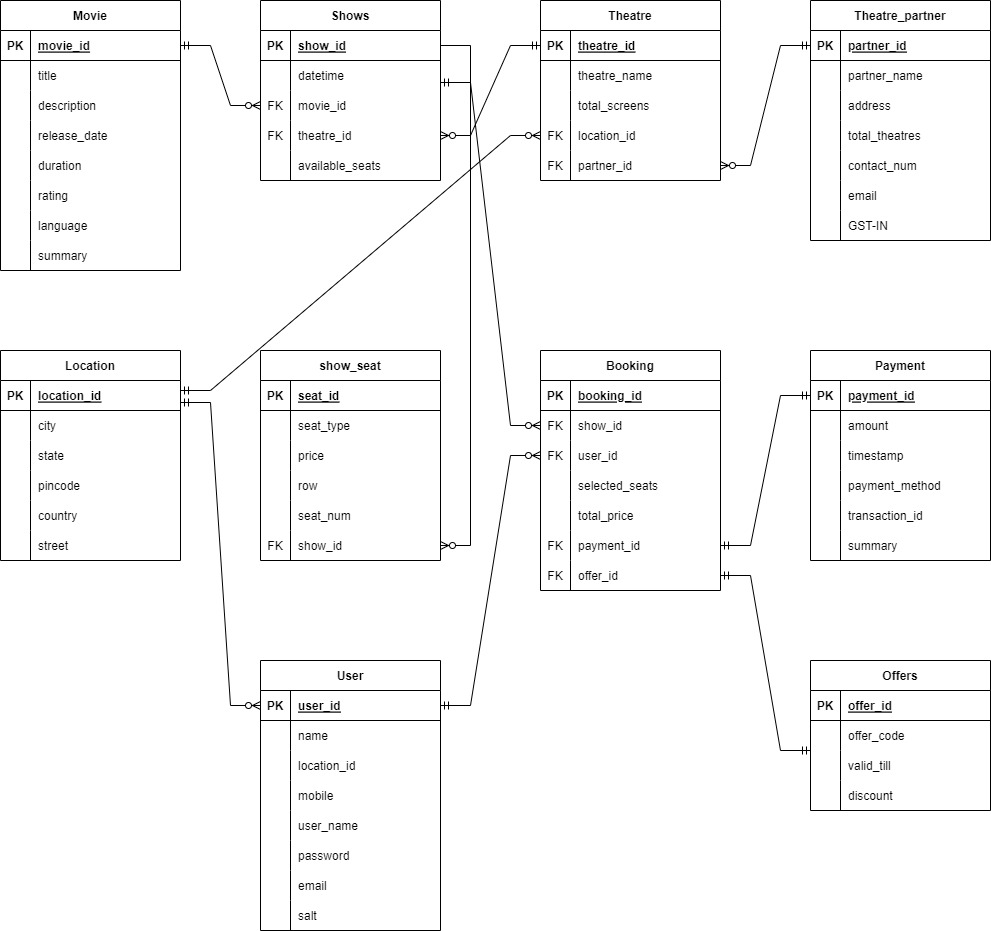 Movie
PK movie_id
title
description
release_date
duration
rating
language
summary
Shows
PK show_id
datetime
FK movie_id
FK theatre_id
available_seats
Theatre
PK theatre_id
theatre_name
total_screens
FK location_id
FK partner_id
Theatre_partner
PK partner_id
partner_name
address
total_theatres
contact_num
email
GST-IN
Location
PK location_id
city
state
pincode
country
street
show_seat
PK seat_id
seat_type
price
row
seat_num
FK show_id
Booking
PK booking_id
FK show_id
FK user_id
selected_seats
total_price
FK payment_id
FK offer_id
Payment
PK payment_id
amount
timestamp
payment_method
transaction_id
summary
User
PK user_id
name
location_id
mobile
user_name
password
email
salt
Offers
PK offer_id
offer_code
valid_till
discount